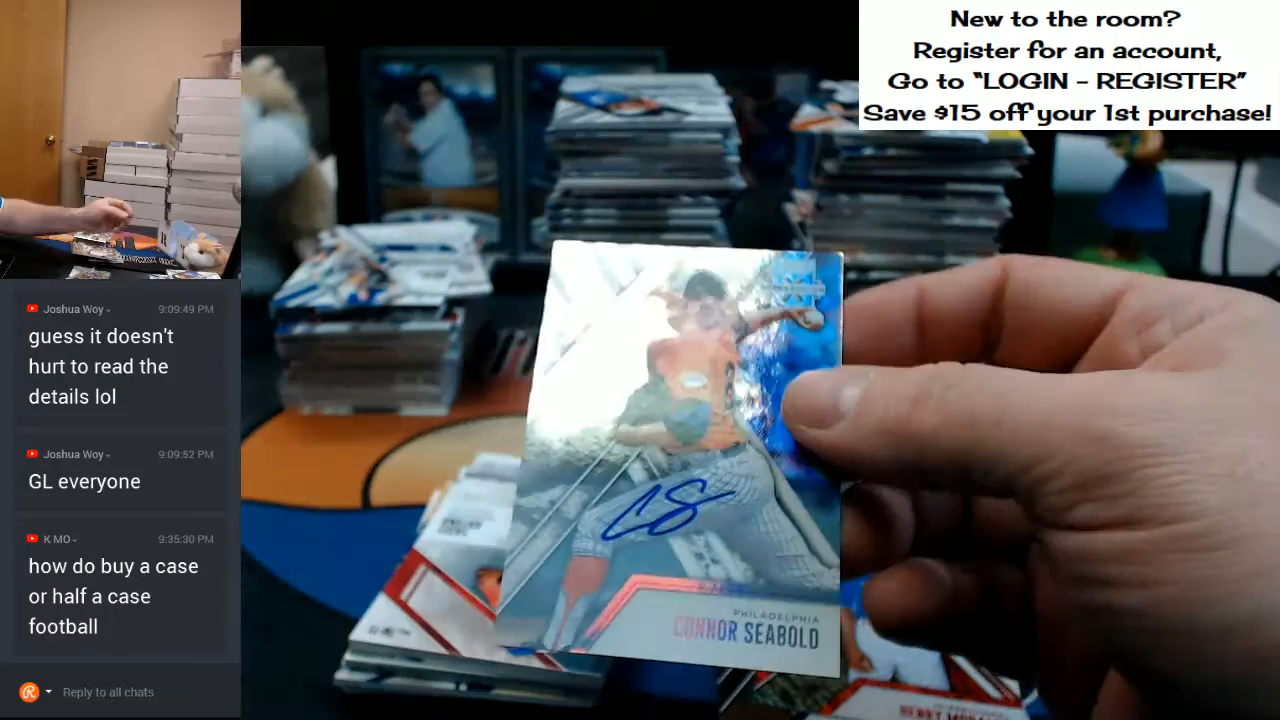 New to the room?
Register for an account,
Go to “LOGIN - REGISTER”
Save $15 off your 1st purchase!
Joshua Woy
9:09:49 PM
guess it doesn't
hurt to read the
details lol
Joshua Woy
9:09:52 PM
GL everyone
K MO
9:35:30 PM
how do buy a case
or half a case
football
Reply to all chats
CS
PHILADELPHIA
CONNOR SEABOLD